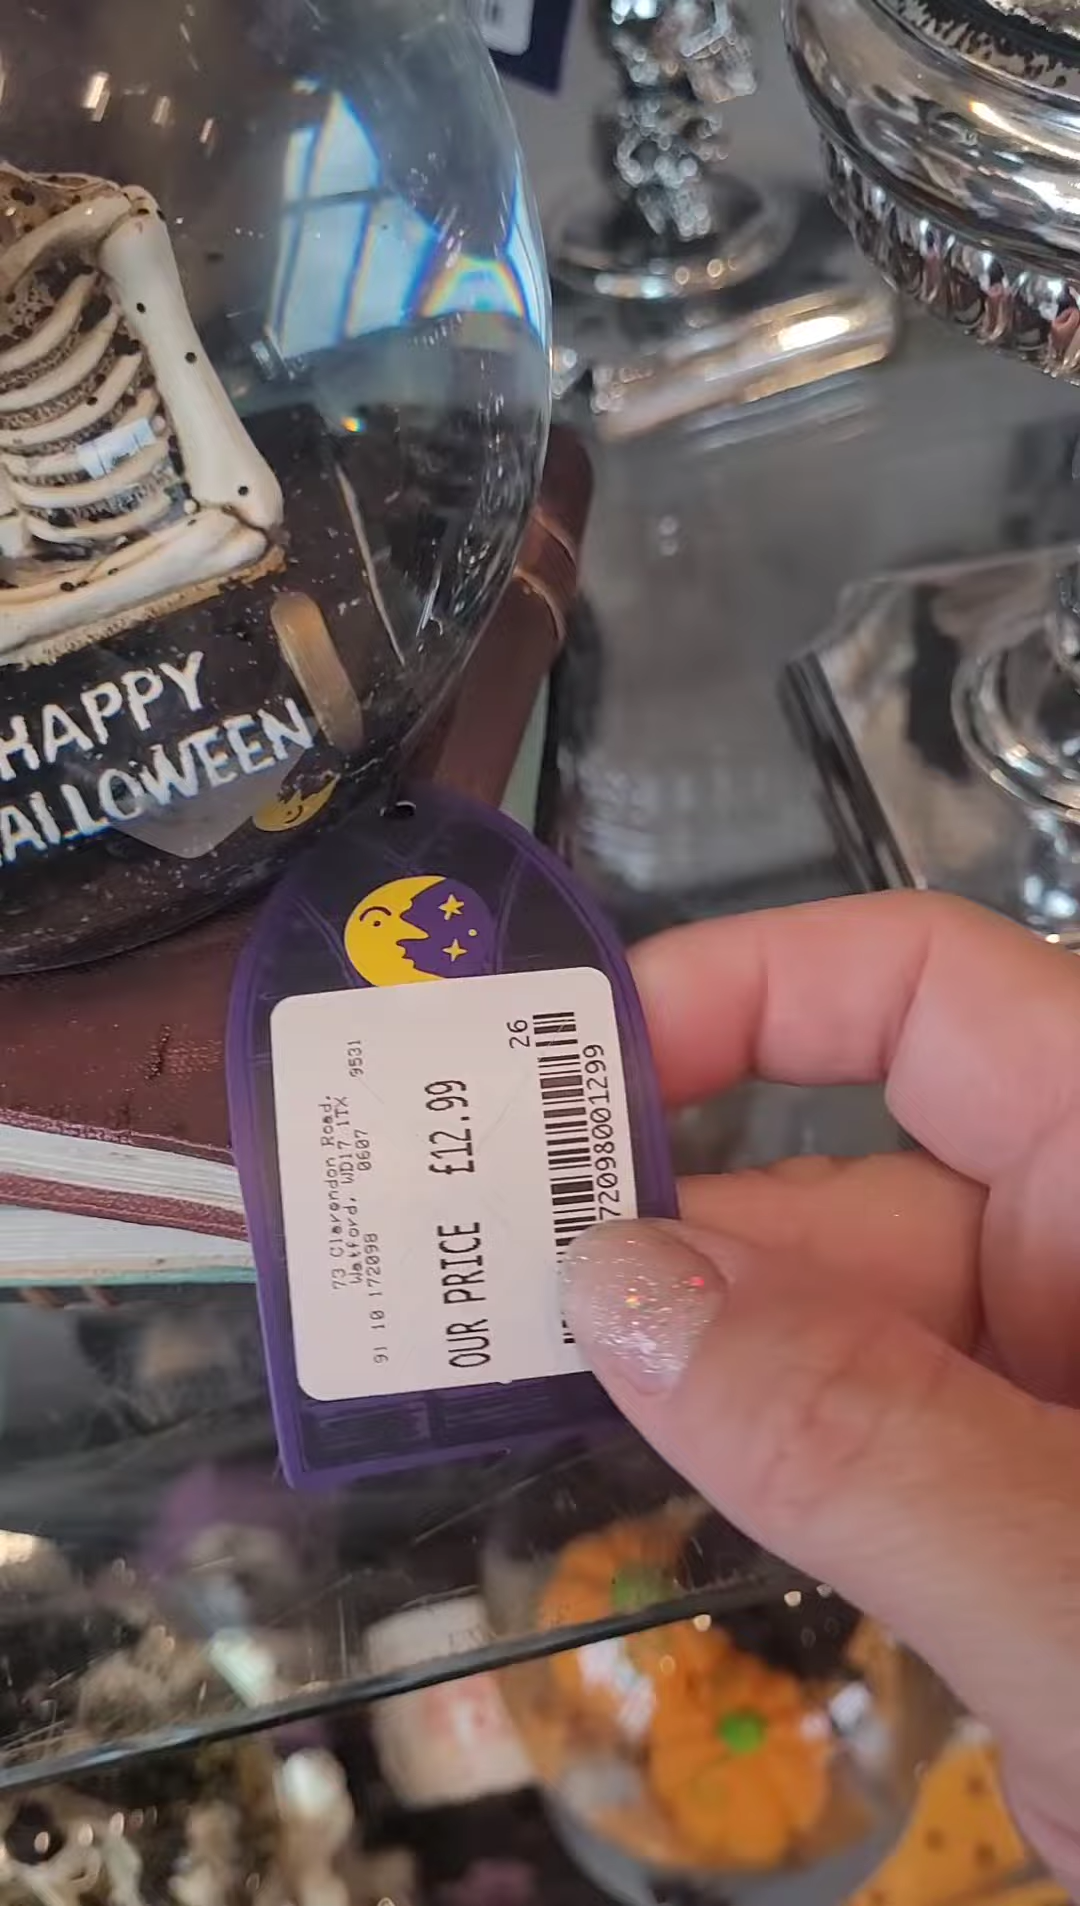 HAPPY
ALLOWEEN
73 Clarendon Road,
Watford, WD17 1TX
0607
9531
91 10 172098
OUR PRICE £12.99
26
72098001299